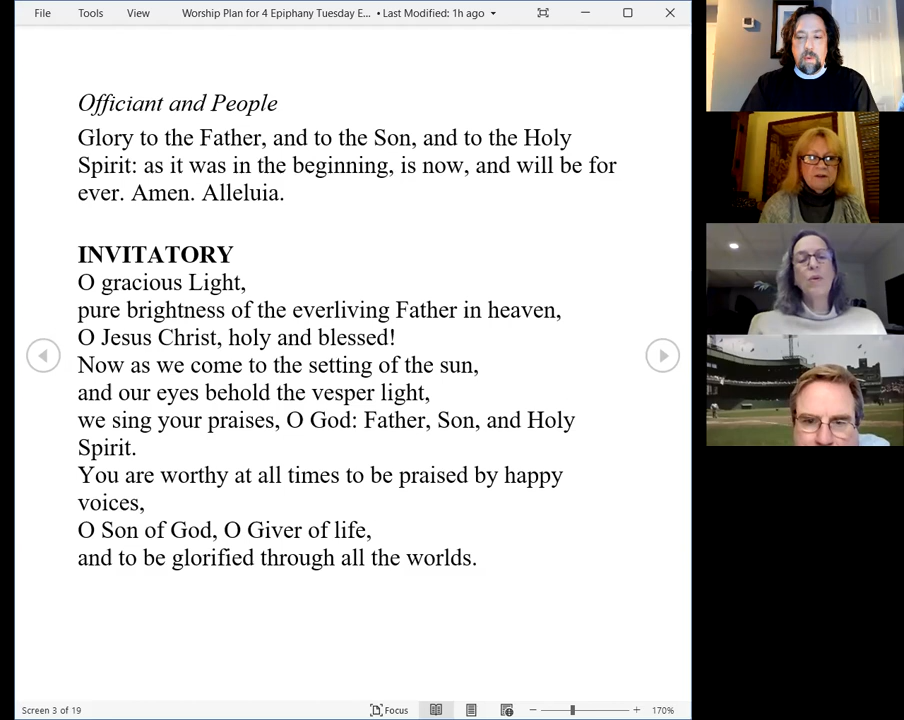 File Tools View Worship Plan for 4 Epiphany Tuesday E... • Last Modified: 1h ago
Officiant and People
Glory to the Father, and to the Son, and to the Holy
Spirit: as it was in the beginning, is now, and will be for
ever. Amen. Alleluia.
INVITATORY
O gracious Light,
pure brightness of the everliving Father in heaven,
O Jesus Christ, holy and blessed!
Now as we come to the setting of the sun,
and our eyes behold the vesper light,
we sing your praises, O God: Father, Son, and Holy
Spirit.
You are worthy at all times to be praised by happy
voices,
O Son of God, O Giver of life,
and to be glorified through all the worlds.
Screen 3 of 19 Focus 170%